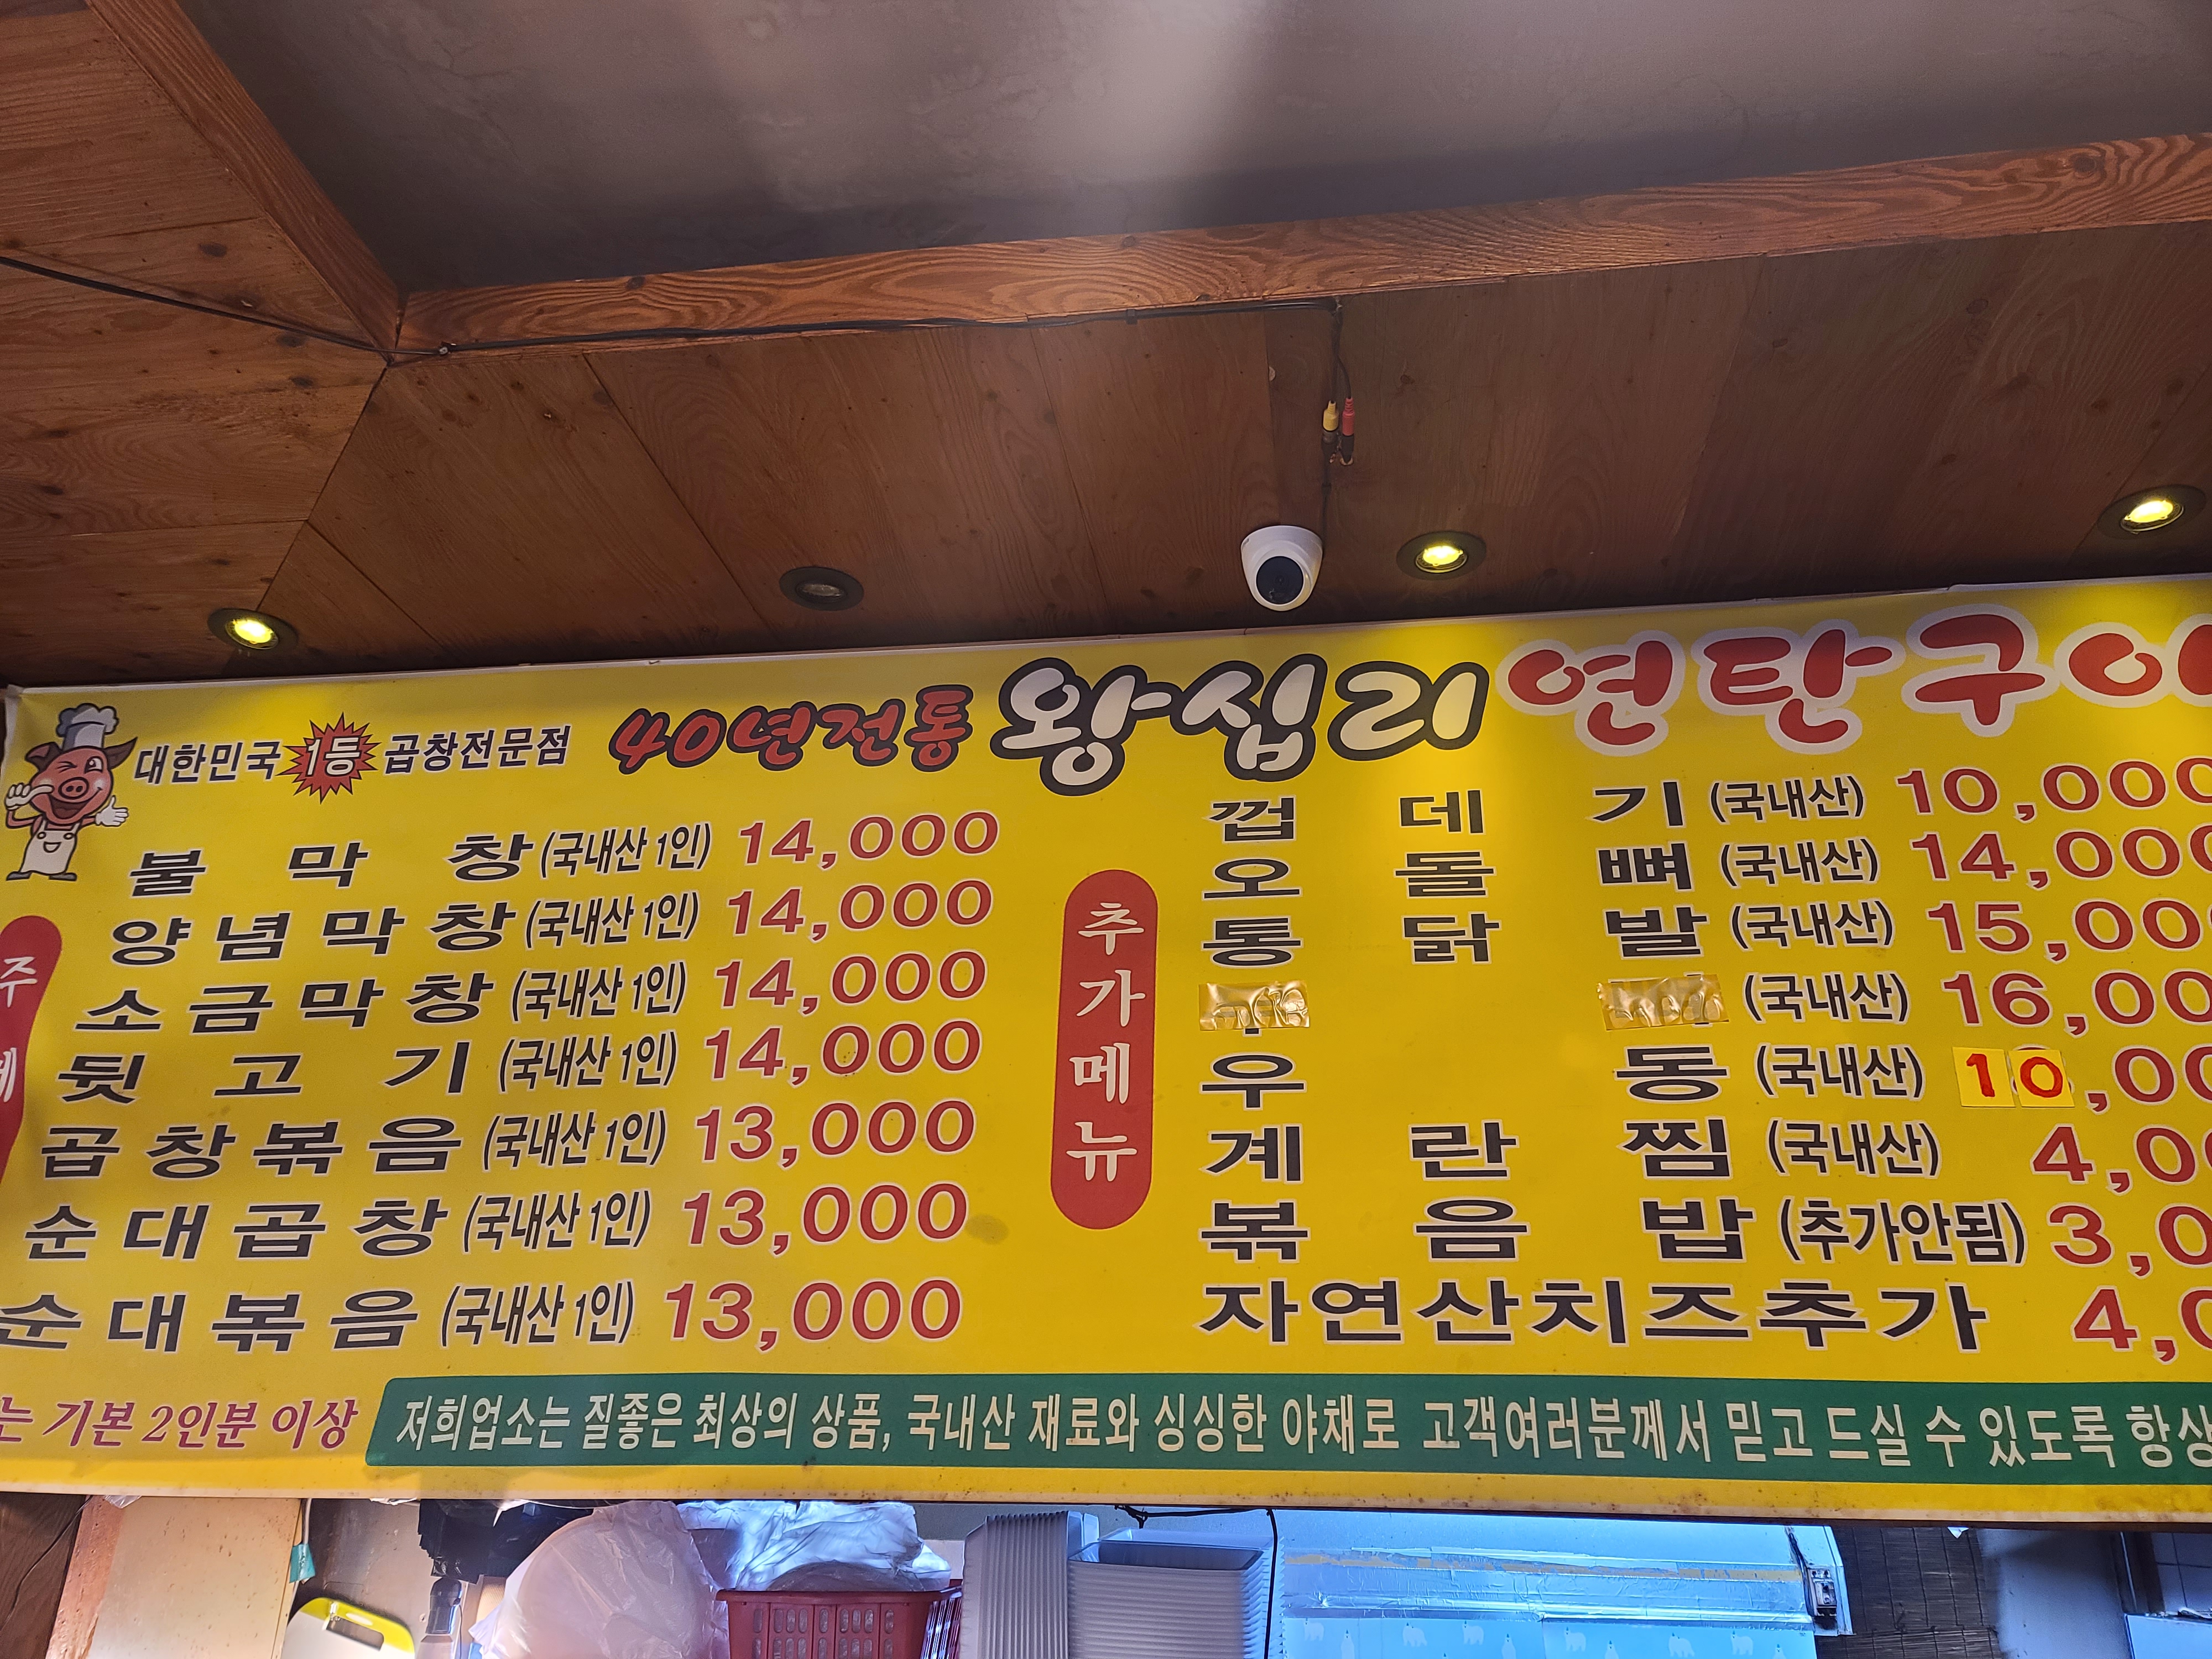 대한민국 1등 곱창전문점 40년전통 왕십리 연탄구이
주
불막창 (국내산 1인) 14,000
양념막창 (국내산 1인) 14,000
소금막창 (국내산 1인) 14,000
뒷고기 (국내산 1인) 14,000
곱창볶음 (국내산 1인) 13,000
순대곱창 (국내산 1인) 13,000
순대볶음 (국내산 1인) 13,000
추가메뉴
껍데기 (국내산) 10,000
오돌뼈 (국내산) 14,000
통닭발 (국내산) 15,00
(국내산) 16,00
우동 (국내산) 10,00
계란찜 (국내산) 4,0
볶음밥 (추가안됨) 3,0
자연산치즈추가 4,0
는 기본 2인분 이상
저희업소는 질좋은 최상의 상품, 국내산 재료와 싱싱한 야채로 고객여러분께서 믿고 드실 수 있도록 항상